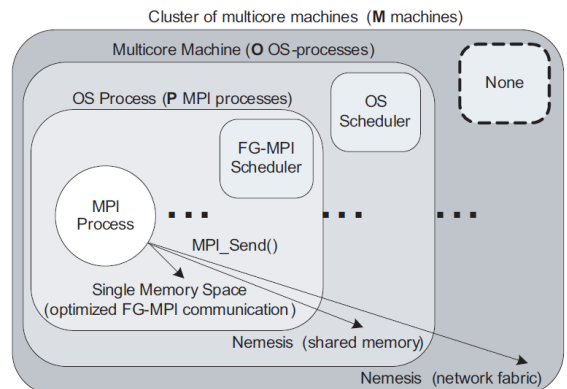 Cluster of multicore machines (M machines)
Multicore Machine (O OS-processes)
None
OS Process (P MPI processes)
OS
Scheduler
FG-MPI
Scheduler
MPI
Process
MPI_Send()
Single Memory Space
(optimized FG-MPI communication)
Nemesis (shared memory)
Nemesis (network fabric)